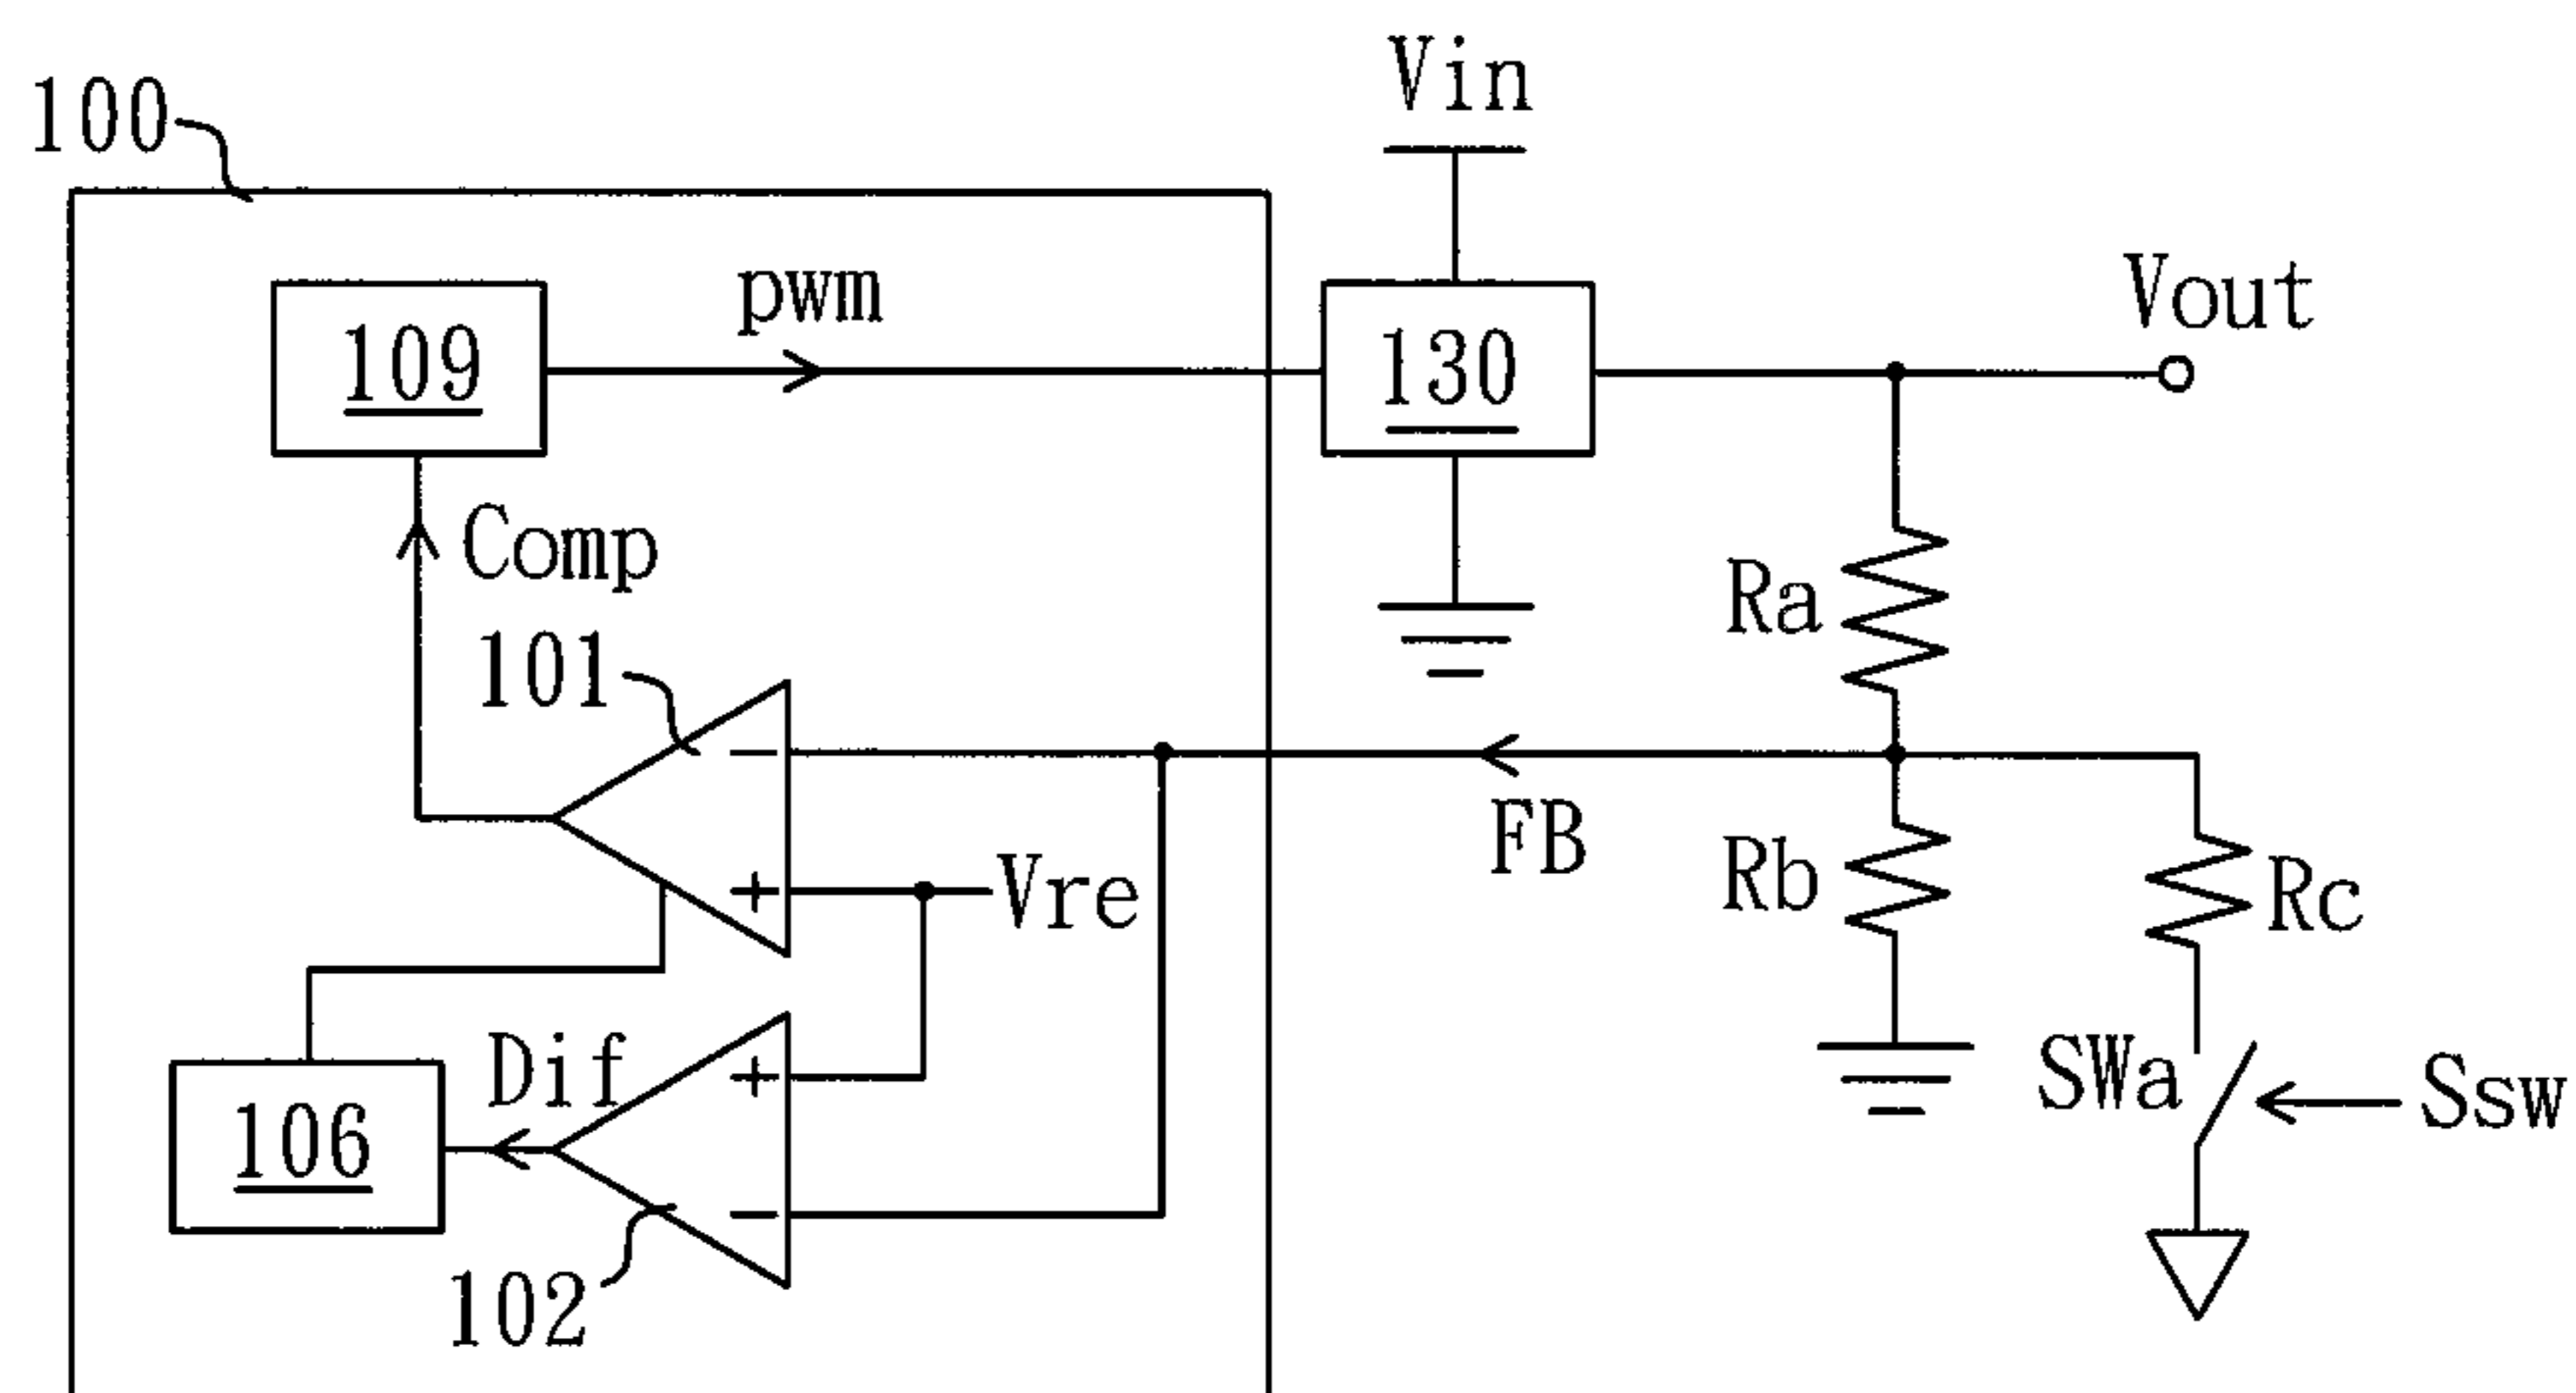 Vin
100
pwm
Vout
109
130
Comp
Ra
101
−
FB
+
Vre
Rb
Rc
Dif
+
SWa
Ssw
106
−
102